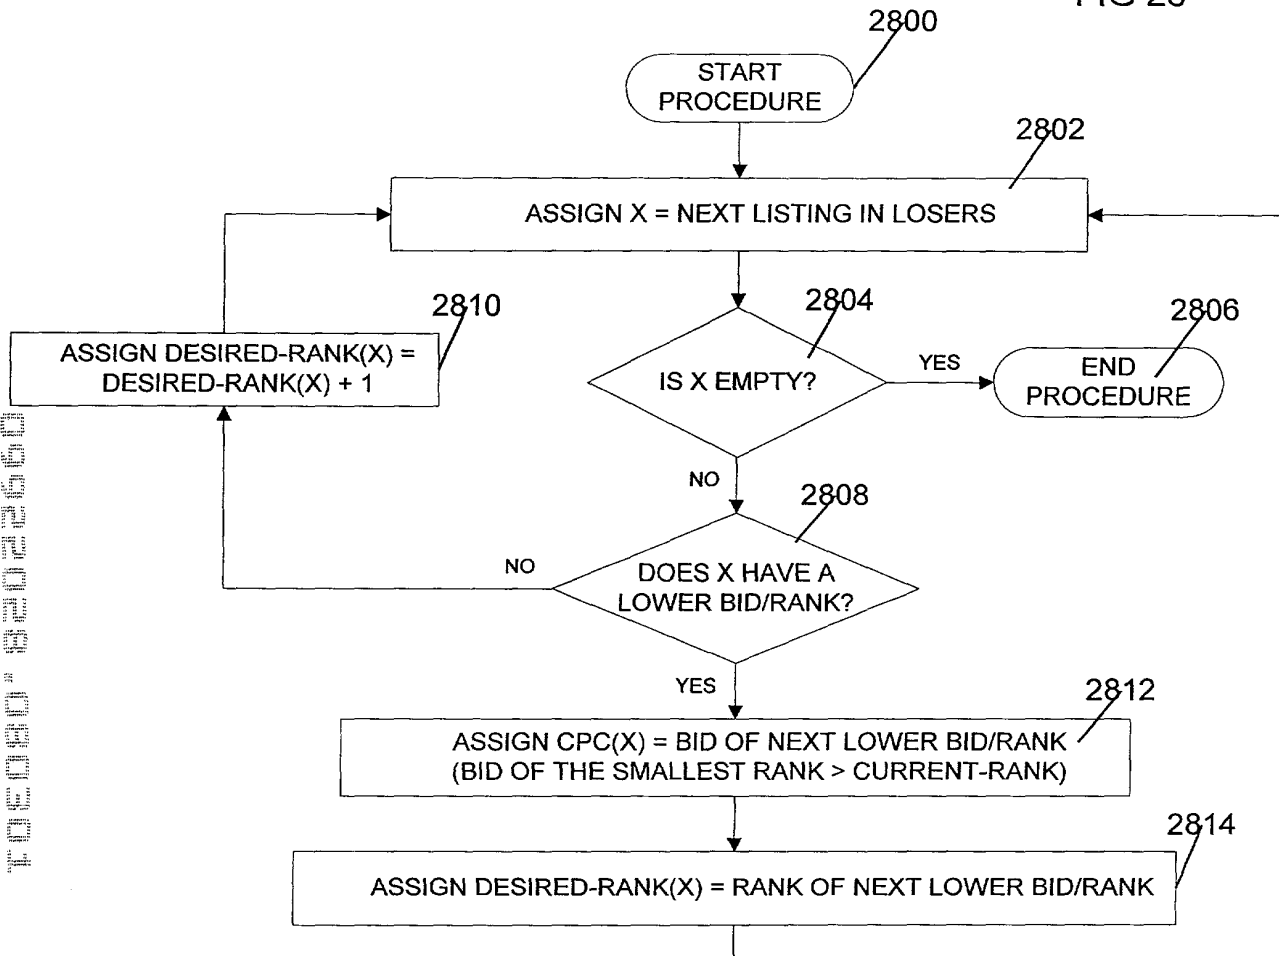 2800
START
PROCEDURE
2802
ASSIGN X = NEXT LISTING IN LOSERS
2810
ASSIGN DESIRED-RANK(X) =
DESIRED-RANK(X) + 1
2804
IS X EMPTY?
YES
2806
END
PROCEDURE
NO
2808
DOES X HAVE A
LOWER BID/RANK?
NO
YES
2812
ASSIGN CPC(X) = BID OF NEXT LOWER BID/RANK
(BID OF THE SMALLEST RANK > CURRENT-RANK)
2814
ASSIGN DESIRED-RANK(X) = RANK OF NEXT LOWER BID/RANK